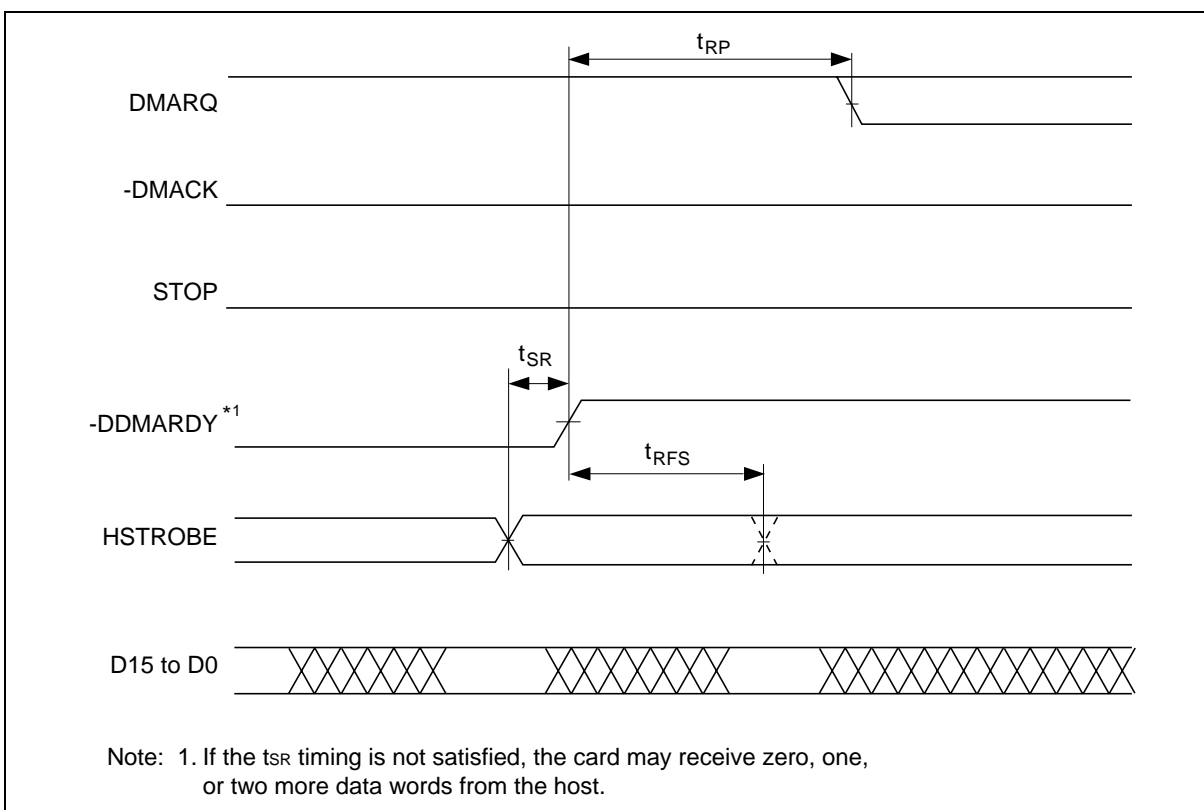 tRP
DMARQ
-DMACK
STOP
tSR
-DDMARDY *1
tRFS
HSTROBE
D15 to D0
Note: 1. If the tSR timing is not satisfied, the card may receive zero, one,
or two more data words from the host.